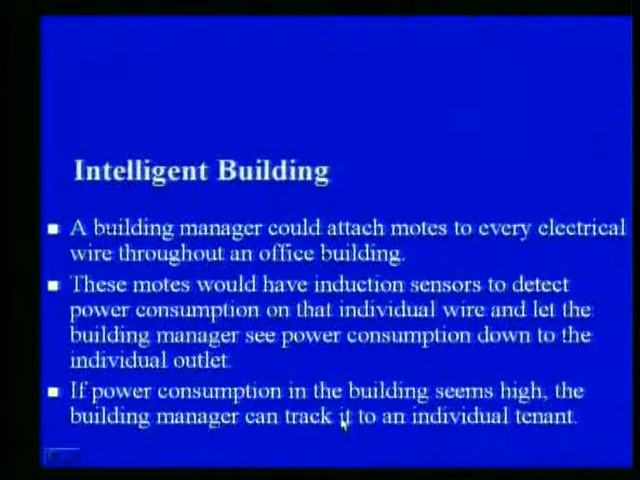 Intelligent Building
A building manager could attach motes to every electrical
wire throughout an office building.
These motes would have induction sensors to detect
power consumption on that individual wire and let the
building manager see power consumption down to the
individual outlet
If power consumption in the building seems high, the
building manager can track it to an individual tenant.